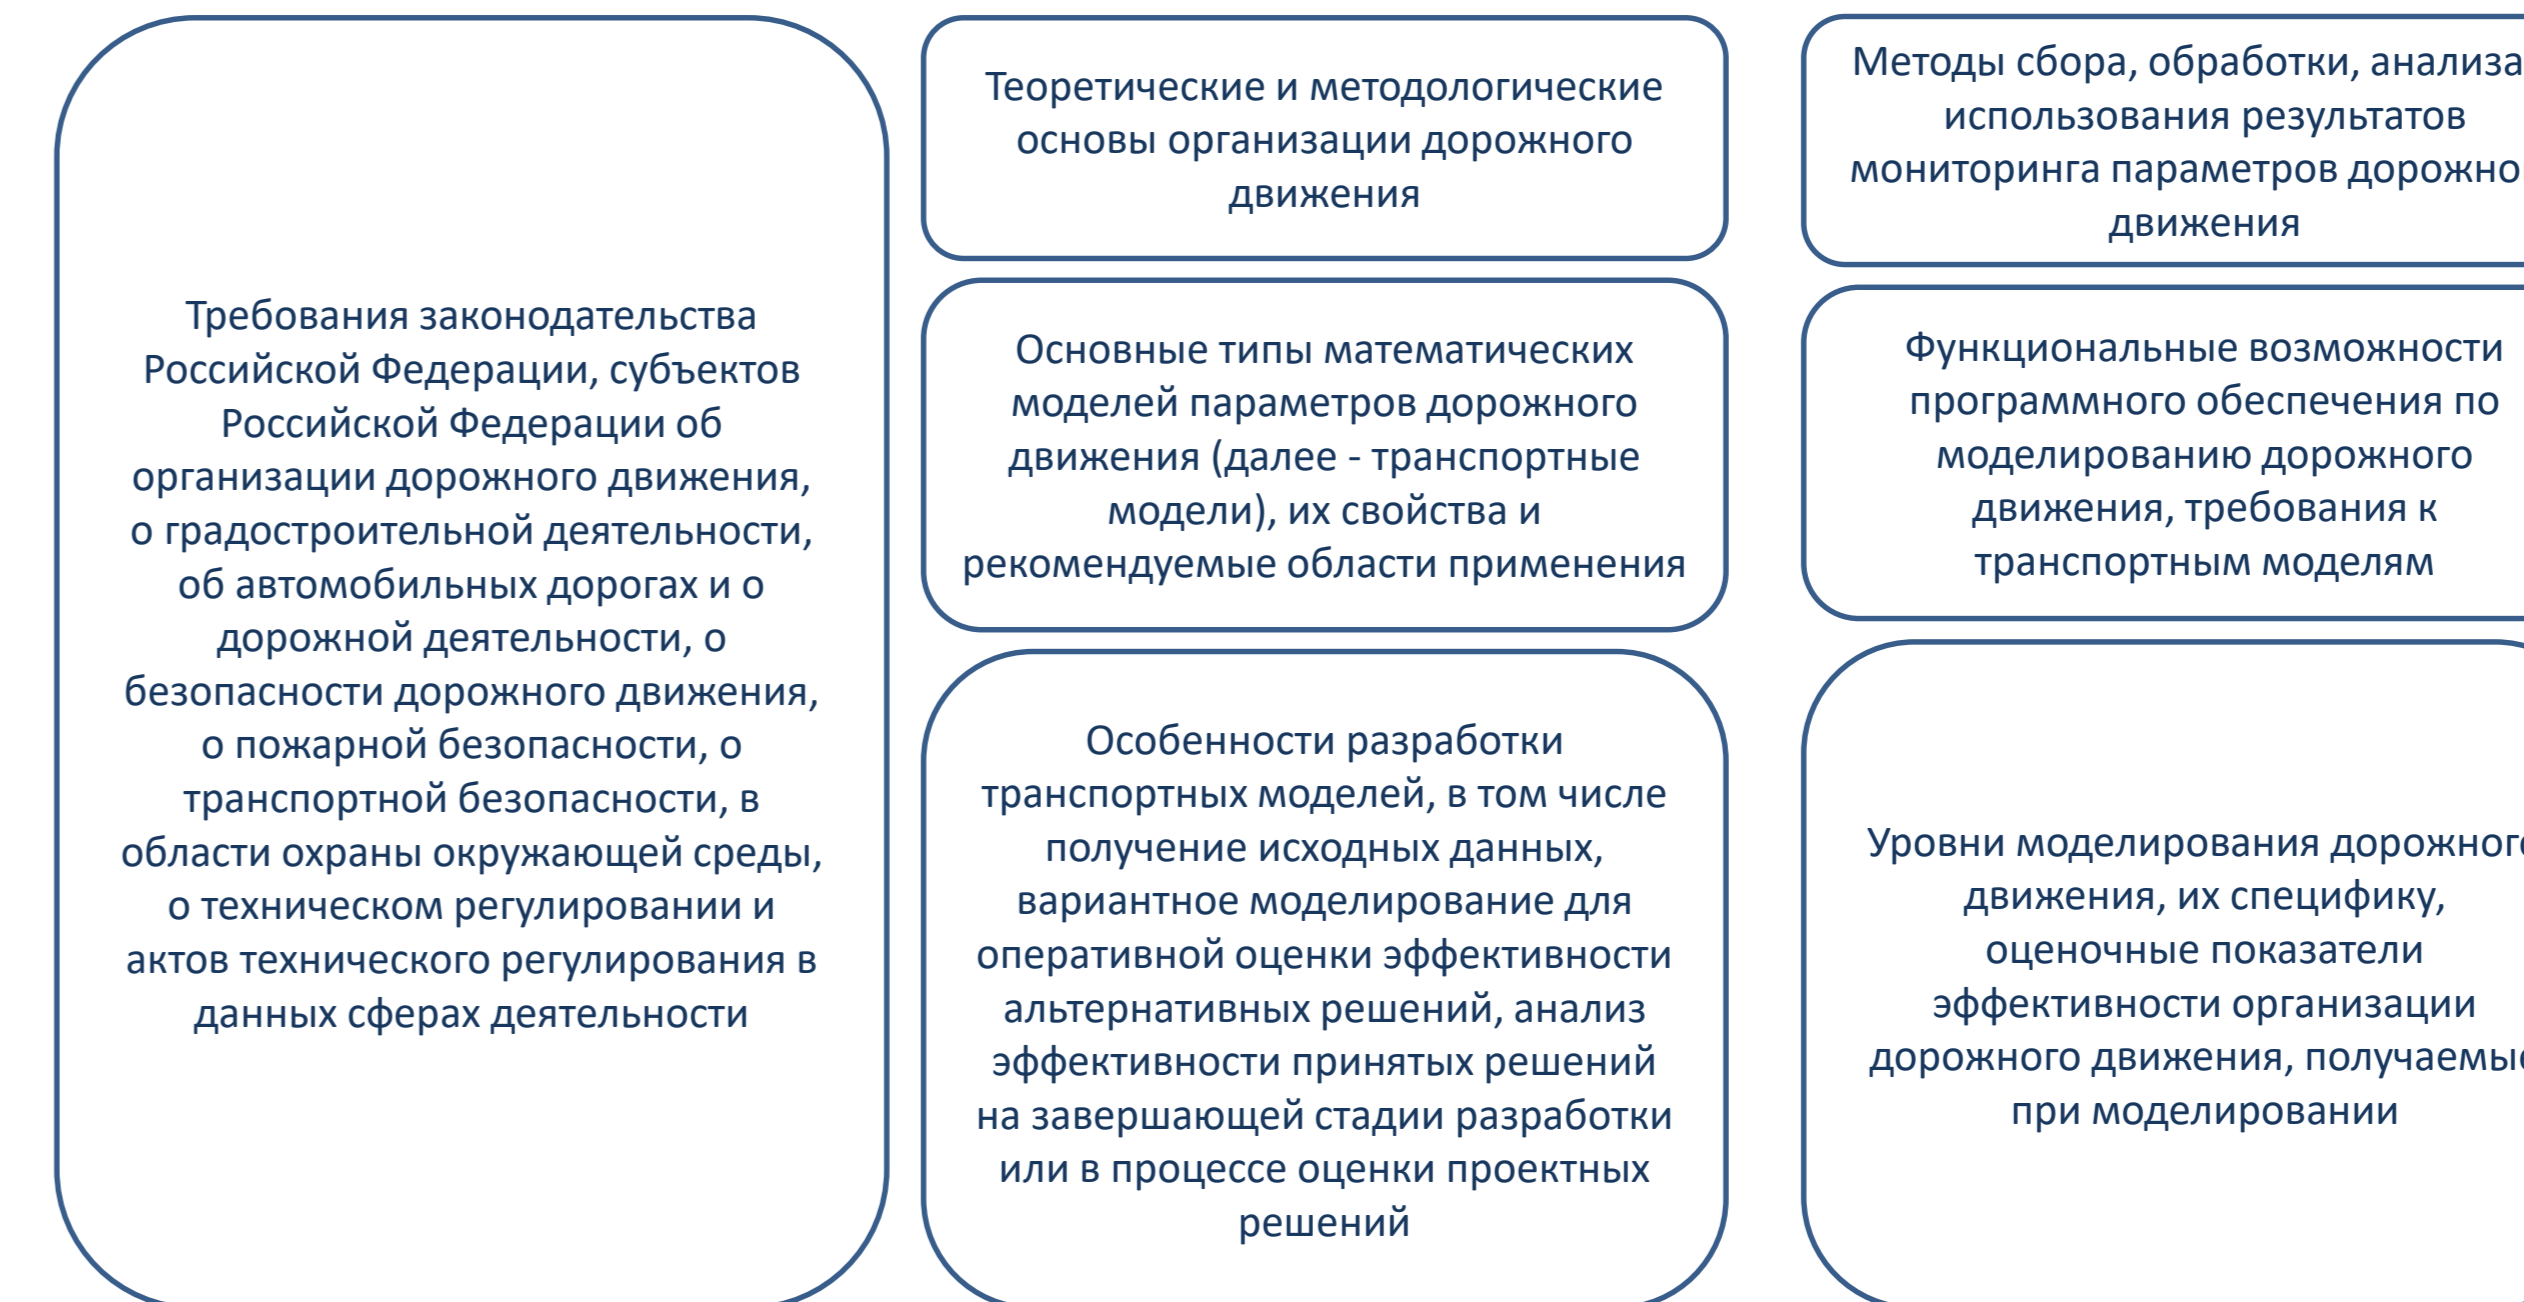 Требования законодательства
Российской Федерации, субъектов
Российской Федерации об
организации дорожного движения,
о градостроительной деятельности,
об автомобильных дорогах и о
дорожной деятельности, о
безопасности дорожного движения,
о пожарной безопасности, о
транспортной безопасности, в
области охраны окружающей среды,
о техническом регулировании и
актов технического регулирования в
данных сферах деятельности
Теоретические и методологические
основы организации дорожного
движения
Основные типы математических
моделей параметров дорожного
движения (далее - транспортные
модели), их свойства и
рекомендуемые области применения
Особенности разработки
транспортных моделей, в том числе
получение исходных данных,
вариантное моделирование для
оперативной оценки эффективности
альтернативных решений, анализ
эффективности принятых решений
на завершающей стадии разработки
или в процессе оценки проектных
решений
Методы сбора, обработки, анализа
использования результатов
мониторинга параметров
движения
Функциональные возможности
программного обеспечения по
моделированию дорожного
движения, требования к
транспортным моделям
Уровни моделирования дорожного
движения, их специфику,
оценочные показатели
эффективности организации
дорожного движения, получаемые
при моделировании